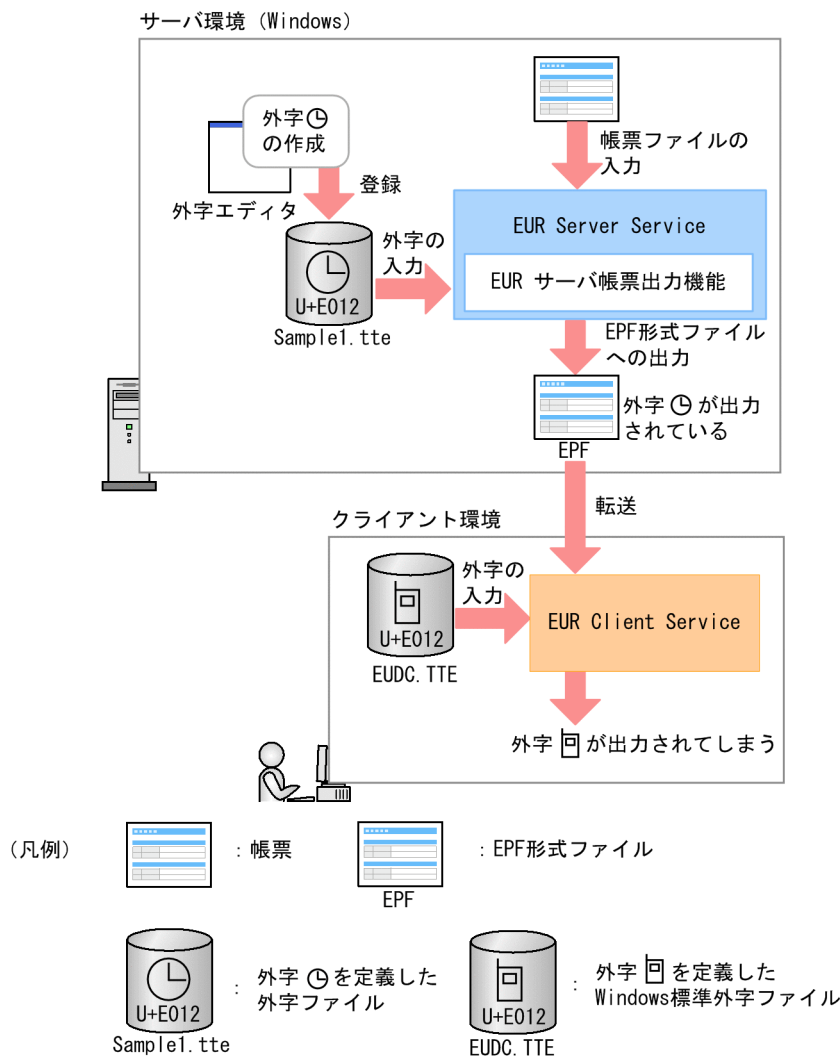 サーバ環境（Windows）
外字
の作成
外字エディタ
登録
帳票ファイルの
入力
外字の
入力
U+E012
Sample1.tte
EUR Server Service
EUR サーバ帳票出力機能
EPF形式ファイル
への出力
外字 が出力
されている
EPF
転送
クライアント環境
外字の
入力
U+E012
EUDC.TTE
EUR Client Service
外字 が出力されてしまう
（凡例）
：帳票
：EPF形式ファイル
EPF
U+E012
Sample1.tte
：
外字 を定義した
外字ファイル
U+E012
EUDC.TTE
：
外字 を定義した
Windows標準外字ファイル